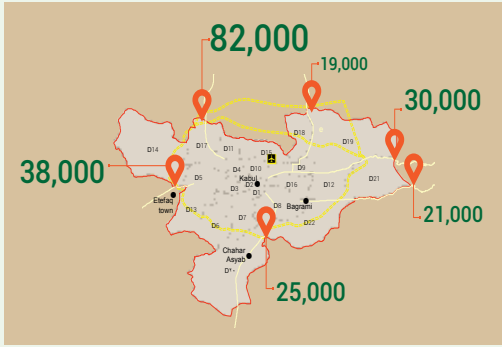 82,000
19,000
30,000
38,000
21,000
25,000
D14
D17
D11
D15
D18
D19
D5
D4
D10
D9
Kabul
D3
D2
D1
D16
D12
D21
Etefaq
town
D13
D8
Bagrami
D6
D7
D22
Chahar
Asyab